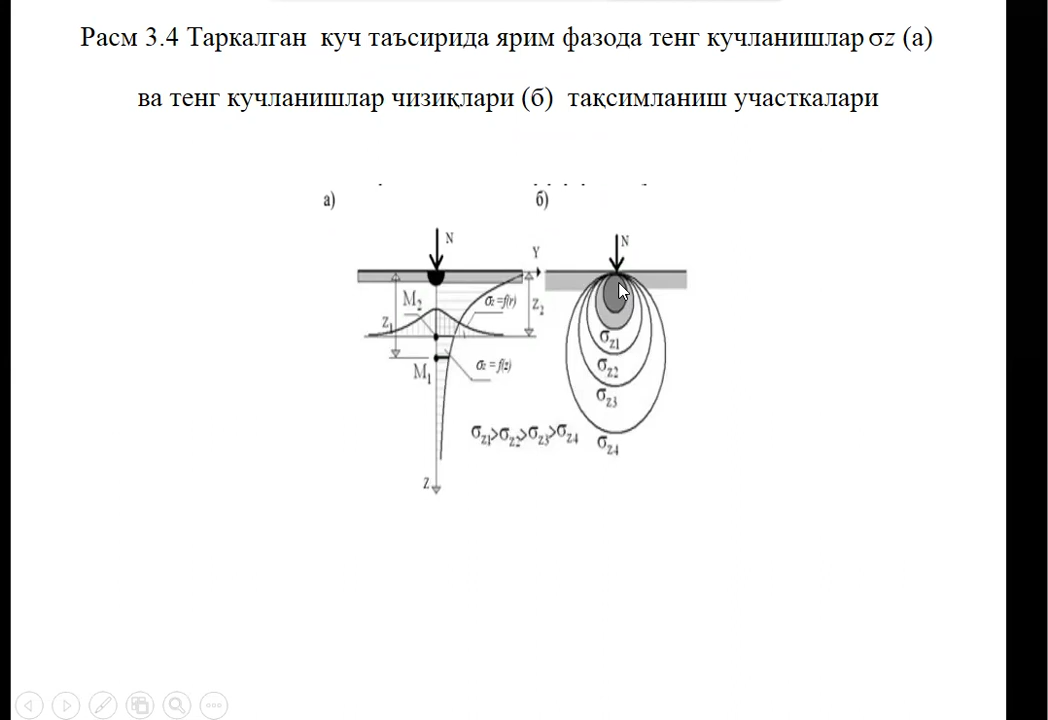 Расм 3.4 Таркалган куч таъсирида ярим фазода тенг кучланишлар σz (а)
ва тенг кучланишлар чизиқлари (б) тақсимланиш участкалари
а)
б)
N
N
Y
M₂
σz =f(r)
Z₂
Z₁
M₁
σz = f(z)
σz1
σz2
σz3
σz1>σz2>σz3>σz4
σz4
Z